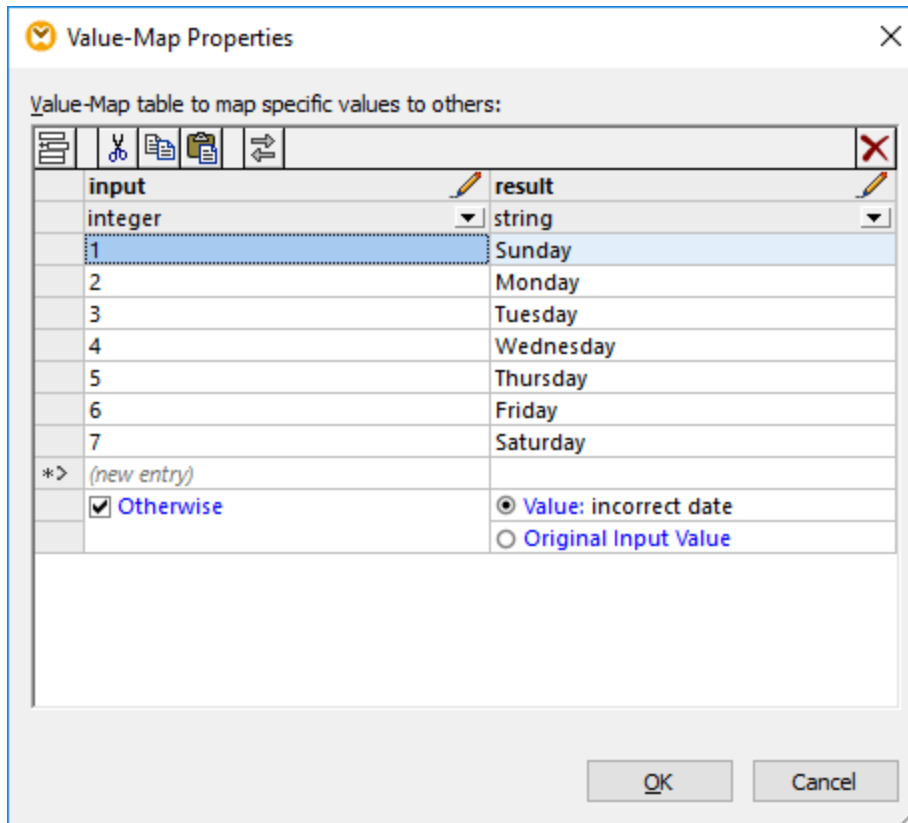 Value-Map Properties
Value-Map table to map specific values to others:
input result
integer string
1 Sunday
2 Monday
3 Tuesday
4 Wednesday
5 Thursday
6 Friday
7 Saturday
(new entry)
Otherwise Value: incorrect date
Original Input Value
OK Cancel